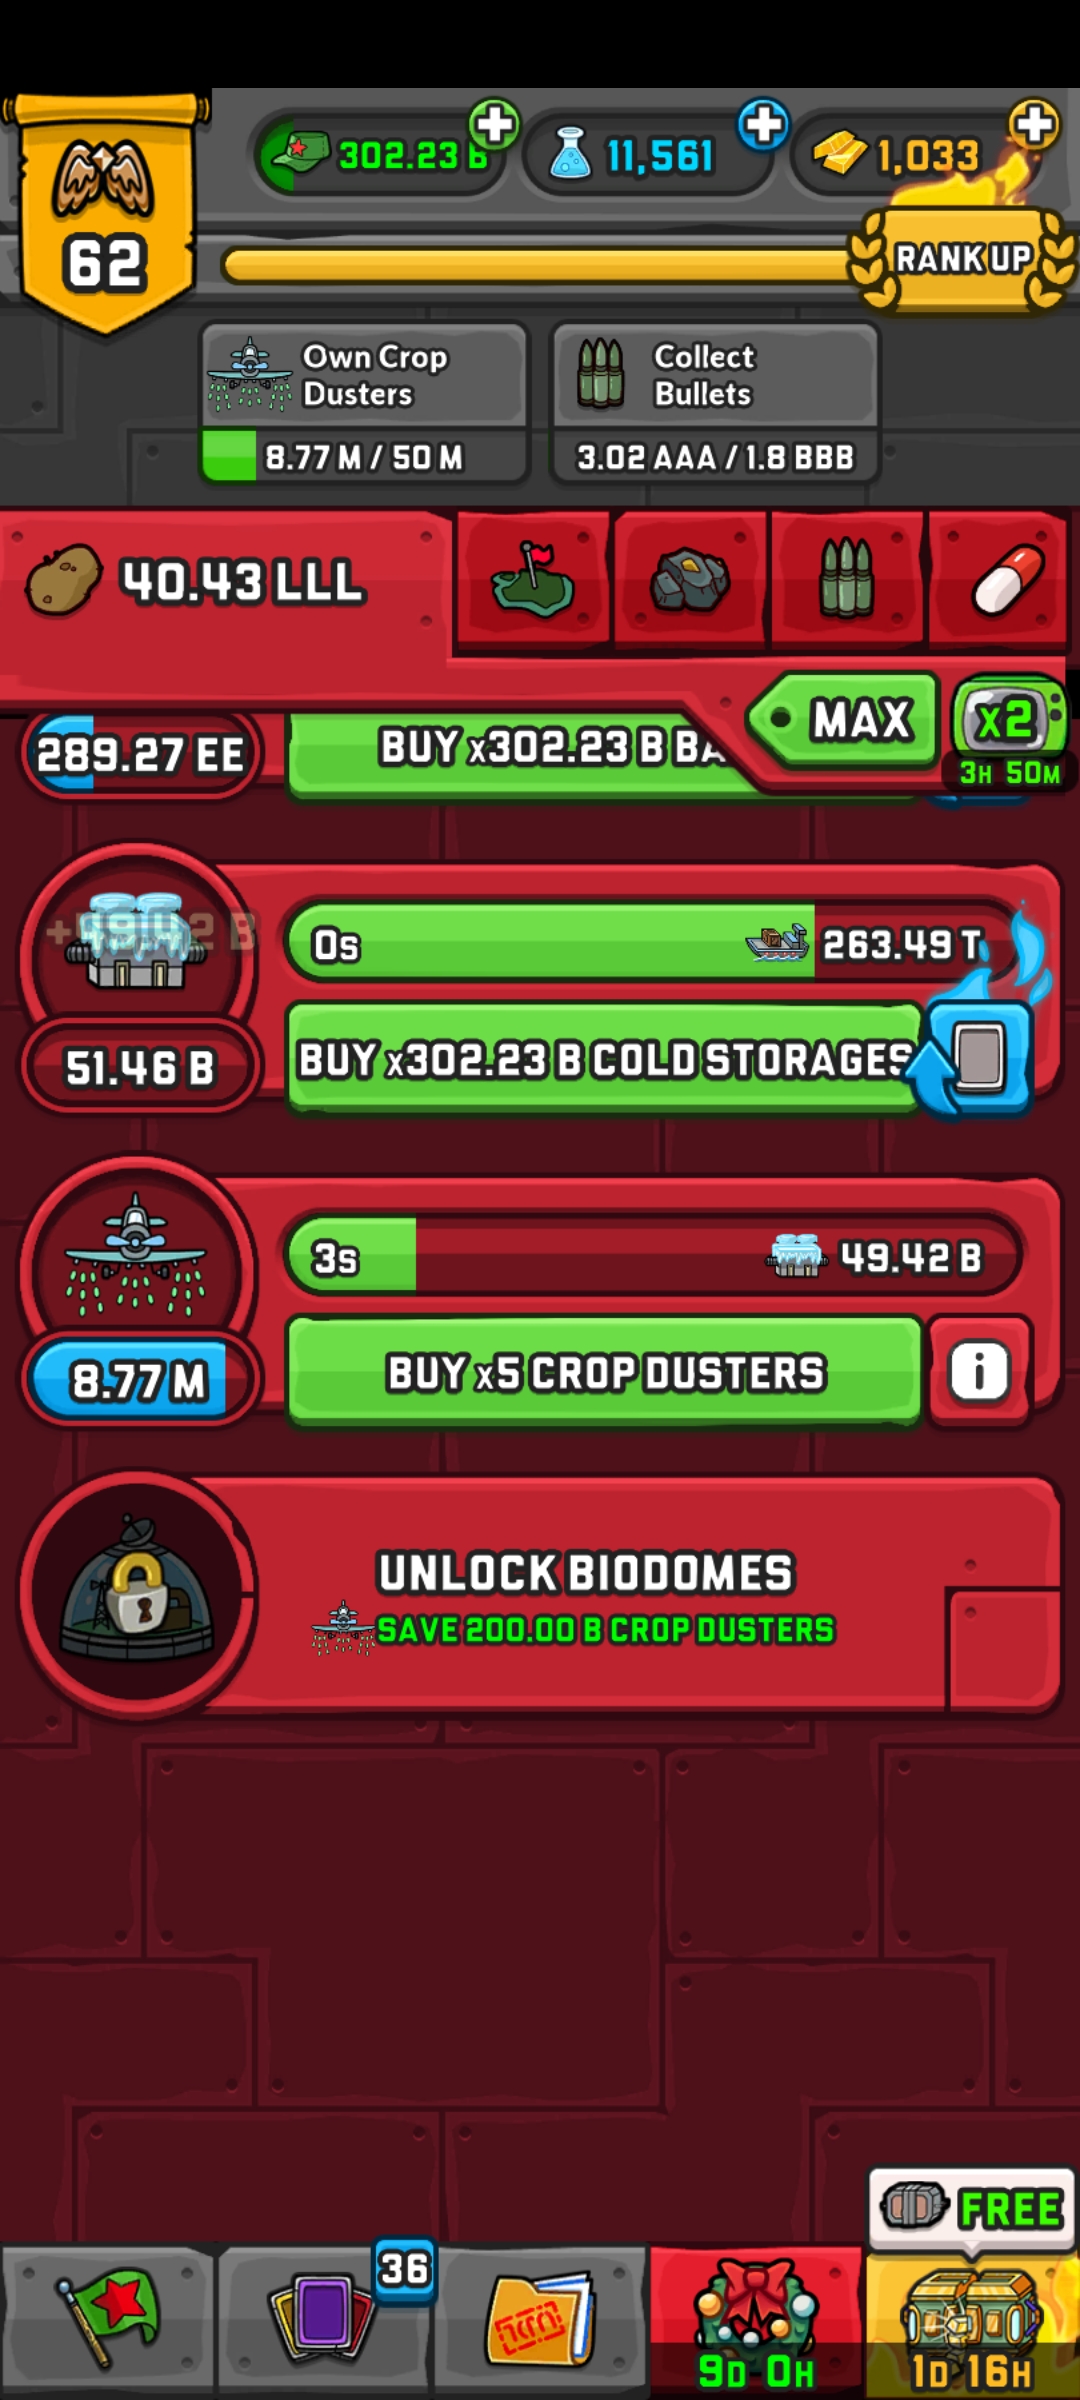 302.23 B
11,561
1,033
62
RANK UP
Own Crop
Dusters
8.77 M / 50 M
Collect
Bullets
3.02 AAA / 1.8 BBB
40.43 LLL
MAX
x2
3H 50M
289.27 EE
BUY x302.23 B BA
+49.42 B
0s
263.49 T
51.46 B
BUY x302.23 B COLD STORAGES
3s
49.42 B
8.77 M
BUY x5 CROP DUSTERS
i
UNLOCK BIODOMES
SAVE 200.00 B CROP DUSTERS
FREE
36
9D 0H
1D 16H